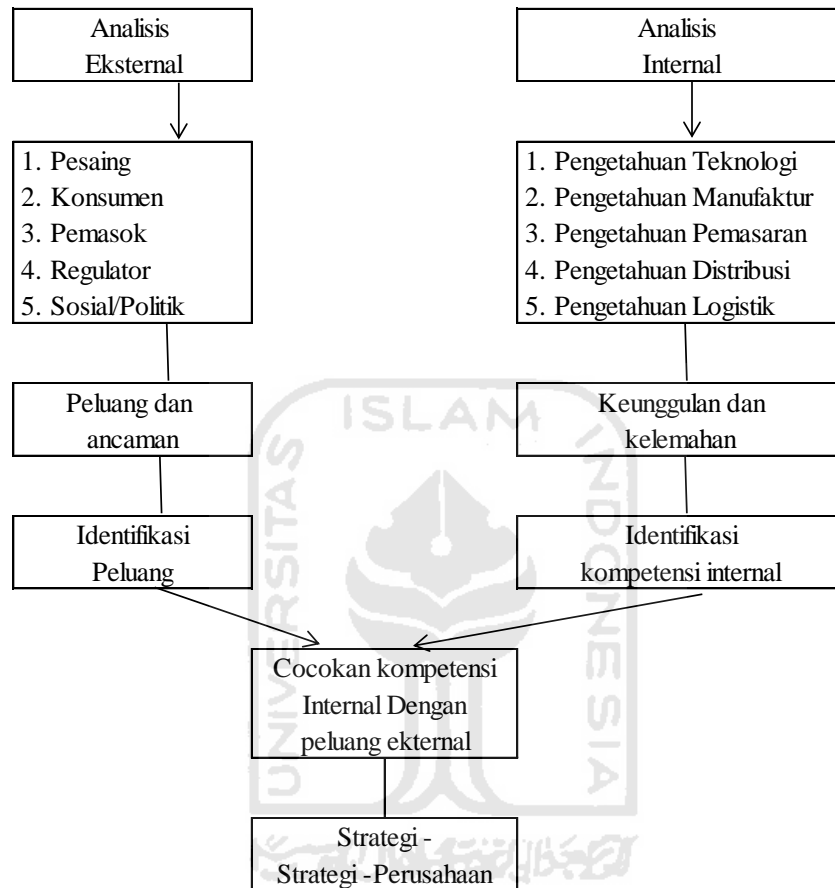 Analisis
Eksternal
Analisis
Internal
1. Pesaing
2. Konsumen
3. Pemasok
4. Regulator
5. Sosial/Politik
1. Pengetahuan Teknologi
2. Pengetahuan Manufaktur
3. Pengetahuan Pemasaran
4. Pengetahuan Distribusi
5. Pengetahuan Logistik
Peluang dan
ancaman
Keunggulan dan
kelemahan
Identifikasi
Peluang
Identifikasi
kompetensi internal
Cocokan kompetensi
Internal Dengan
peluang ekternal
Strategi -
Strategi -Perusahaan
UNIVERSITAS
ISLAM
INDONESIA